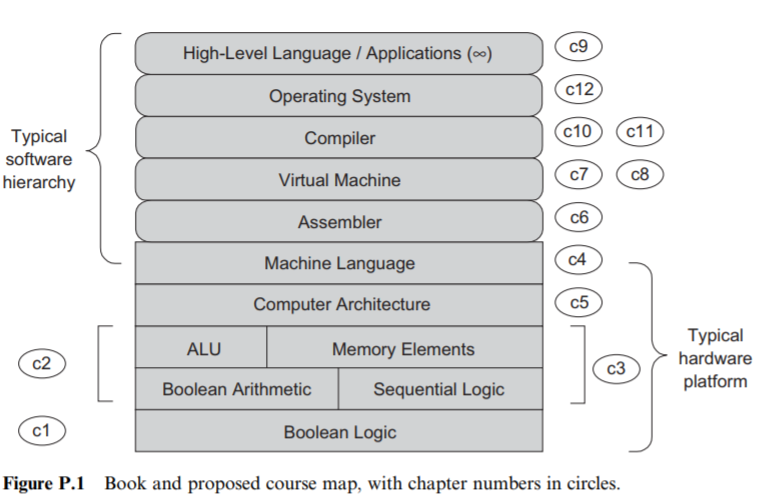 High-Level Language / Applications (∞)
c9
Operating System
c12
Compiler
c10
c11
Typical
software
hierarchy
Virtual Machine
c7
c8
Assembler
c6
Machine Language
c4
Computer Architecture
c5
ALU
Memory Elements
c2
Boolean Arithmetic
Sequential Logic
c3
Typical
hardware
platform
c1
Boolean Logic
Figure P.1 Book and proposed course map, with chapter numbers in circles.